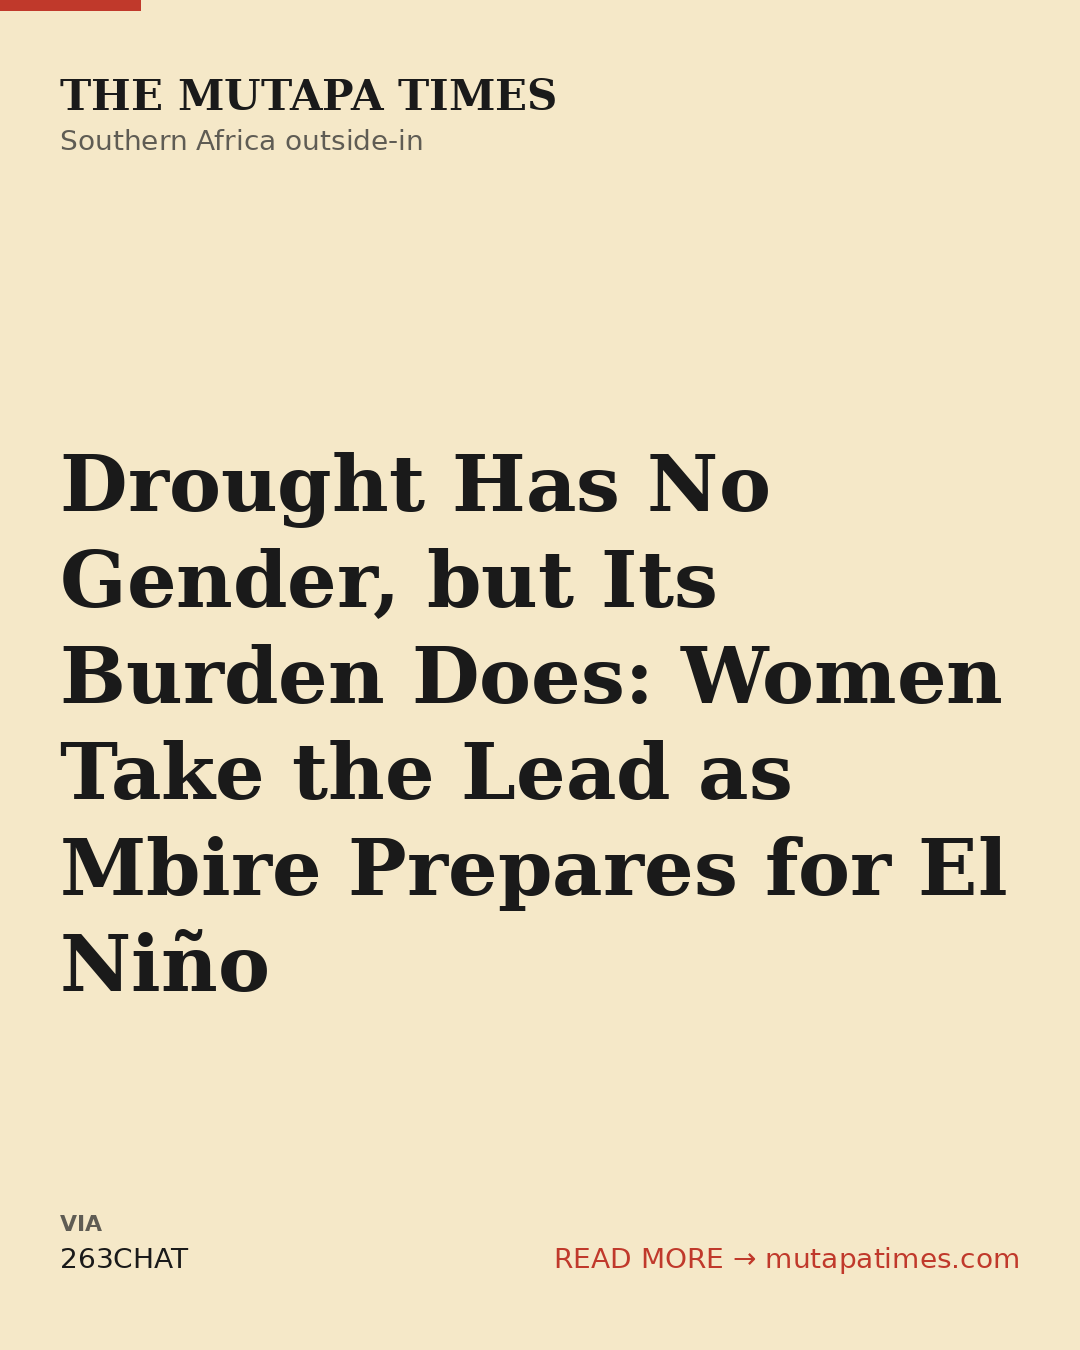 THE MUTAPA TIMES
Southern Africa outside-in
Drought Has No
Gender, but Its
Burden Does: Women
Take the Lead as
Mbire Prepares for El
Niño
VIA
263CHAT
READ MORE → mutapatimes.com